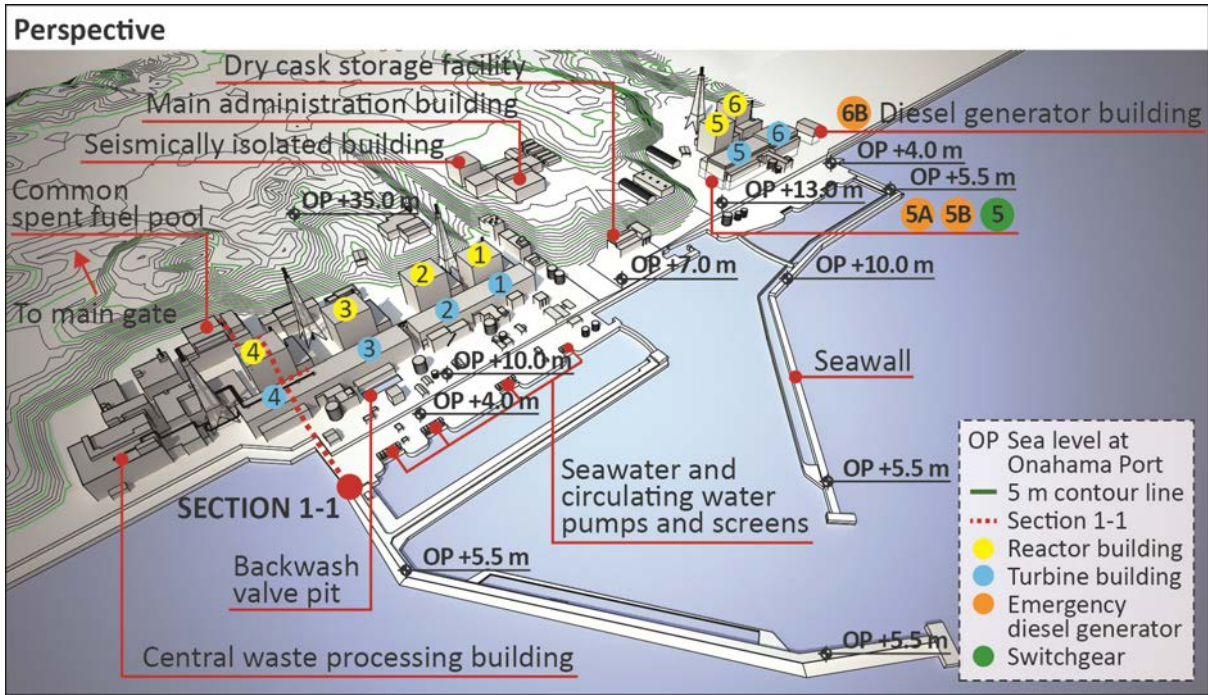 Perspective
Dry cask storage facility
Main administration building
Seismically isolated building
Common
spent fuel pool
To main gate
OP +35.0 m
6
5
6
5
6B Diesel generator building
OP +4.0 m
OP +5.5 m
OP +13.0 m
5A 5B 5
OP +7.0 m
OP +10.0 m
1
2
1
2
3
3
4
4
OP +10.0 m
OP +4.0 m
Seawall
SECTION 1-1
Seawater and
circulating water
pumps and screens
OP +5.5 m
Backwash
valve pit
OP +5.5 m
Central waste processing building
OP +5.5 m
OP Sea level at
Onahama Port
5 m contour line
Section 1-1
Reactor building
Turbine building
Emergency
diesel generator
Switchgear